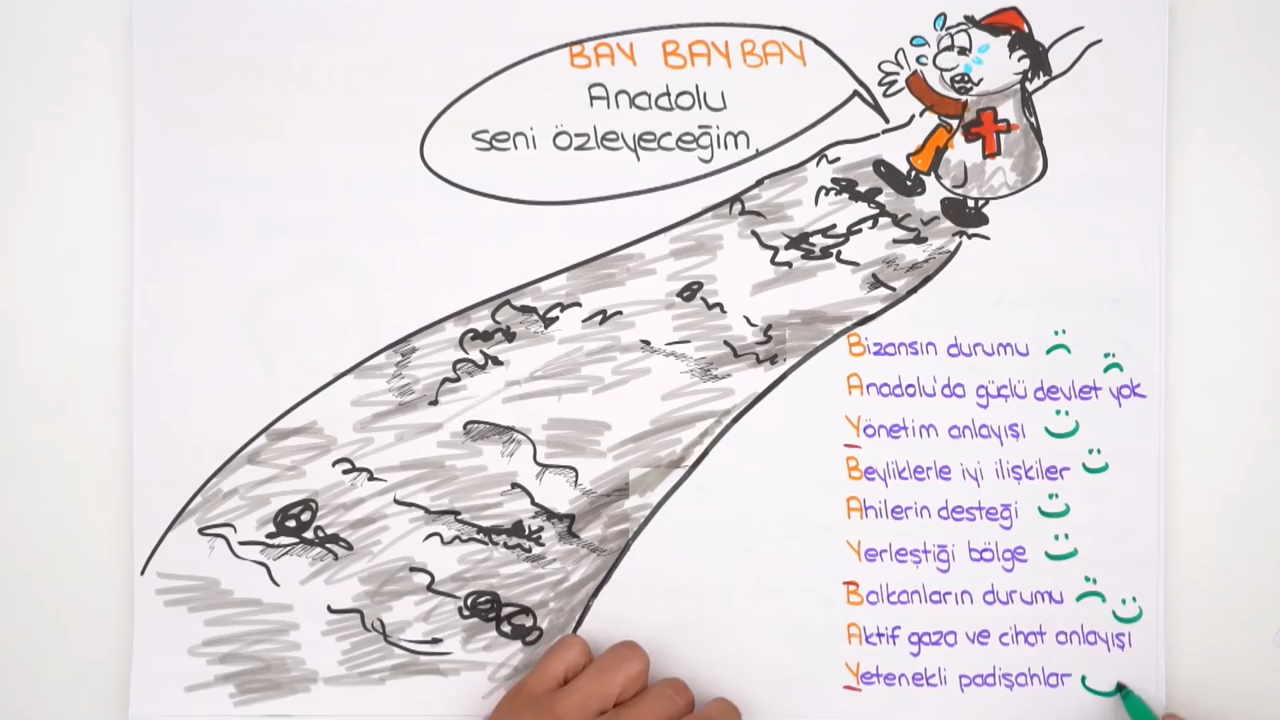 BAY BAY BAY
Anadolu
seni özleyeceğim.
Bizansın durumu
Anadolu'da güçlü devlet yok
Yönetim anlayışı
Beyliklerle iyi ilişkiler
Ahilerin desteği
Yerleştiği bölge
Balkanların durumu
Aktif gaza ve cihat anlayışı
Yetenekli padişahlar